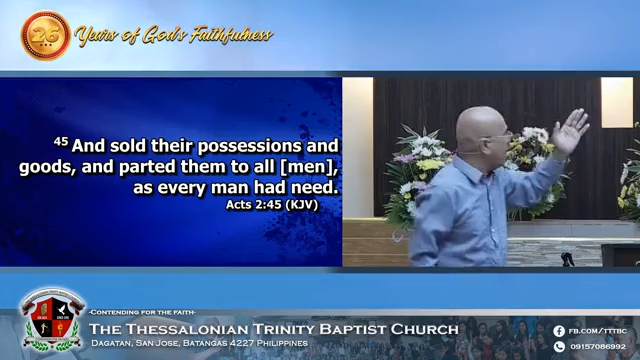 26
Years of God's Faithfulness
45 And sold their possessions and
goods, and parted them to all [men],
as every man had need.
Acts 2:45 (KJV)
-Contending for the faith-
The Thessalonian Trinity Baptist Church
Dagatan, San Jose, Batangas 4227 Philippines
FB.COM/TTTBC
09157086992